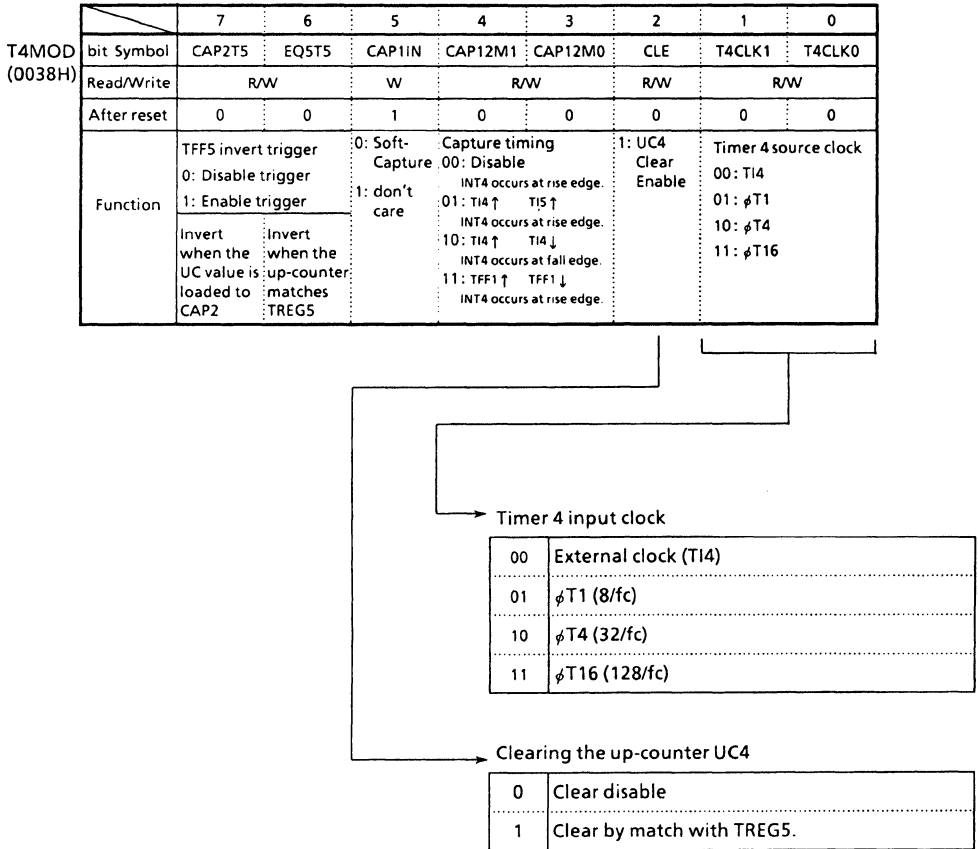 7 6 5 4 3 2 1 0
T4MOD
(0038H)
bit Symbol CAP2T5 EQ5T5 CAP1IN CAP12M1 CAP12M0 CLE T4CLK1 T4CLK0
Read/Write R/W W R/W R/W R/W
After reset 0 0 1 0 0 0 0 0
Function
TFF5 invert trigger
0: Disable trigger
1: Enable trigger
Invert
when the
UC value is
loaded to
CAP2
Invert
when the
up-counter
matches
TREG5
0: Soft-
Capture
1: don't
care
Capture timing
00: Disable
INT4 occurs at rise edge.
01: TI4↑ TI5↑
INT4 occurs at rise edge.
10: TI4↑ TI4↓
INT4 occurs at fall edge.
11: TFF1↑ TFF1↓
INT4 occurs at rise edge.
1: UC4
Clear
Enable
Timer 4 source clock
00: TI4
01: ϕT1
10: ϕT4
11: ϕT16
Timer 4 input clock
00 External clock (TI4)
01 ϕT1 (8/fc)
10 ϕT4 (32/fc)
11 ϕT16 (128/fc)
Clearing the up-counter UC4
0 Clear disable
1 Clear by match with TREG5.